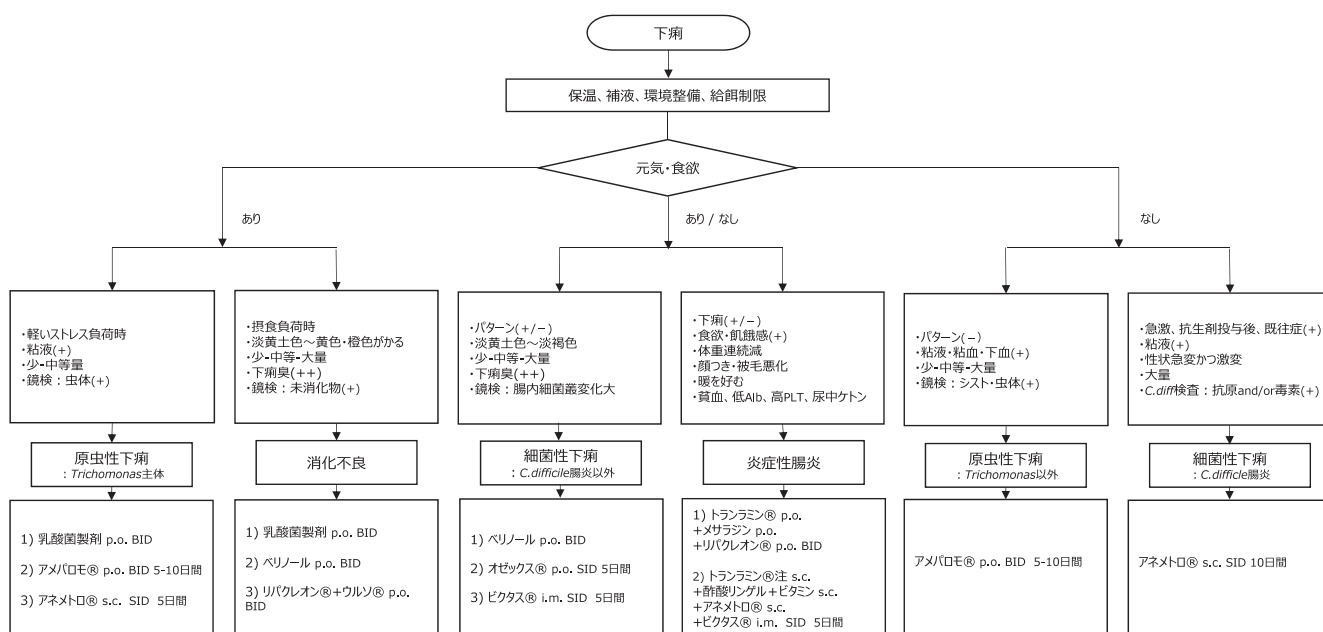 下痢
保温、補液、環境整備、給餌制限
元気・食欲
あり
あり / なし
なし
・軽いストレス負荷時
・粘液(+)
・少-中等量
・鏡検：虫体(+)
・摂食負荷時
・淡黄土色～黄色・橙色がかる
・少-中等-大量
・下痢臭(++)
・鏡検：未消化物(+)
・パターン(+/−)
・淡黄土色～淡褐色
・少-中等-大量
・下痢臭(++)
・鏡検：腸内細菌叢変化大
・下痢(+/−)
・食欲・飢餓感(+)
・体重連続減
・顔つき・被毛悪化
・暖を好む
・貧血、低Alb、高PLT、尿中ケトン
・パターン(−)
・粘液・粘血・下血(+)
・少-中等-大量
・鏡検：シスト・虫体(+)
・急激、抗生剤投与後、既往症(+)
・粘液(+)
・性状急変かつ激変
・大量
・C.diff検査：抗原and/or毒素(+)
原虫性下痢
：Trichomonas主体
消化不良
細菌性下痢
：C.difficile腸炎以外
炎症性腸炎
原虫性下痢
：Trichomonas以外
細菌性下痢
：C.difficle腸炎
1) 乳酸菌製剤 p.o. BID
2) アメパロモ® p.o. BID 5-10日間
3) アネメトロ® s.c. SID 5日間
1) 乳酸菌製剤 p.o. BID
2) ベリノール p.o. BID
3) リパクレオン®＋ウルソ® p.o.
BID
1) ベリノール p.o. BID
2) オゼックス® p.o. SID 5日間
3) ビクタス® i.m. SID 5日間
1) トランラミン® p.o.
＋メサラジン p.o.
＋リパクレオン® p.o. BID
2) トランラミン®注 s.c.
＋酢酸リンゲル＋ビタミン s.c.
＋アネメトロ® s.c.
＋ビクタス® i.m. SID 5日間
アメパロモ® p.o. BID 5-10日間
アネメトロ® s.c. SID 10日間